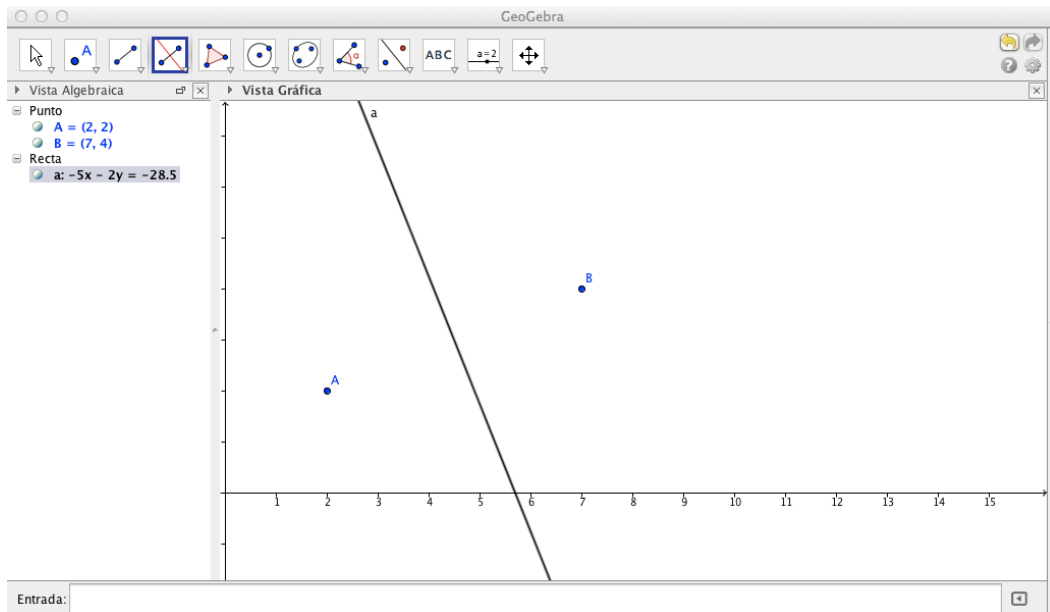 GeoGebra
A
α
ABC
a=2
Vista Algebraica
Vista Gráfica
Punto
A = (2, 2)
B = (7, 4)
Recta
a: -5x - 2y = -28.5
a
B
A
1 2 3 4 5 6 7 8 9 10 11 12 13 14 15
Entrada: